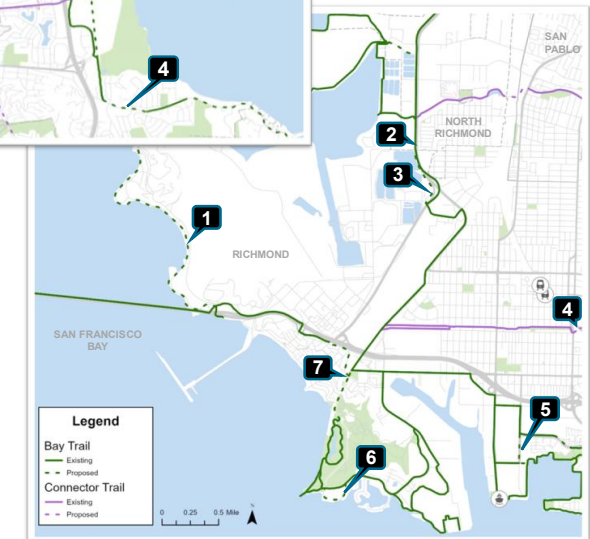 4
SAN
PABLO
2
NORTH
RICHMOND
3
1
RICHMOND
4
SAN FRANCISCO
BAY
7
5
6
Legend
Bay Trail
Existing
Proposed
Connector Trail
Existing
Proposed
0 0.25 0.5 Mile
N